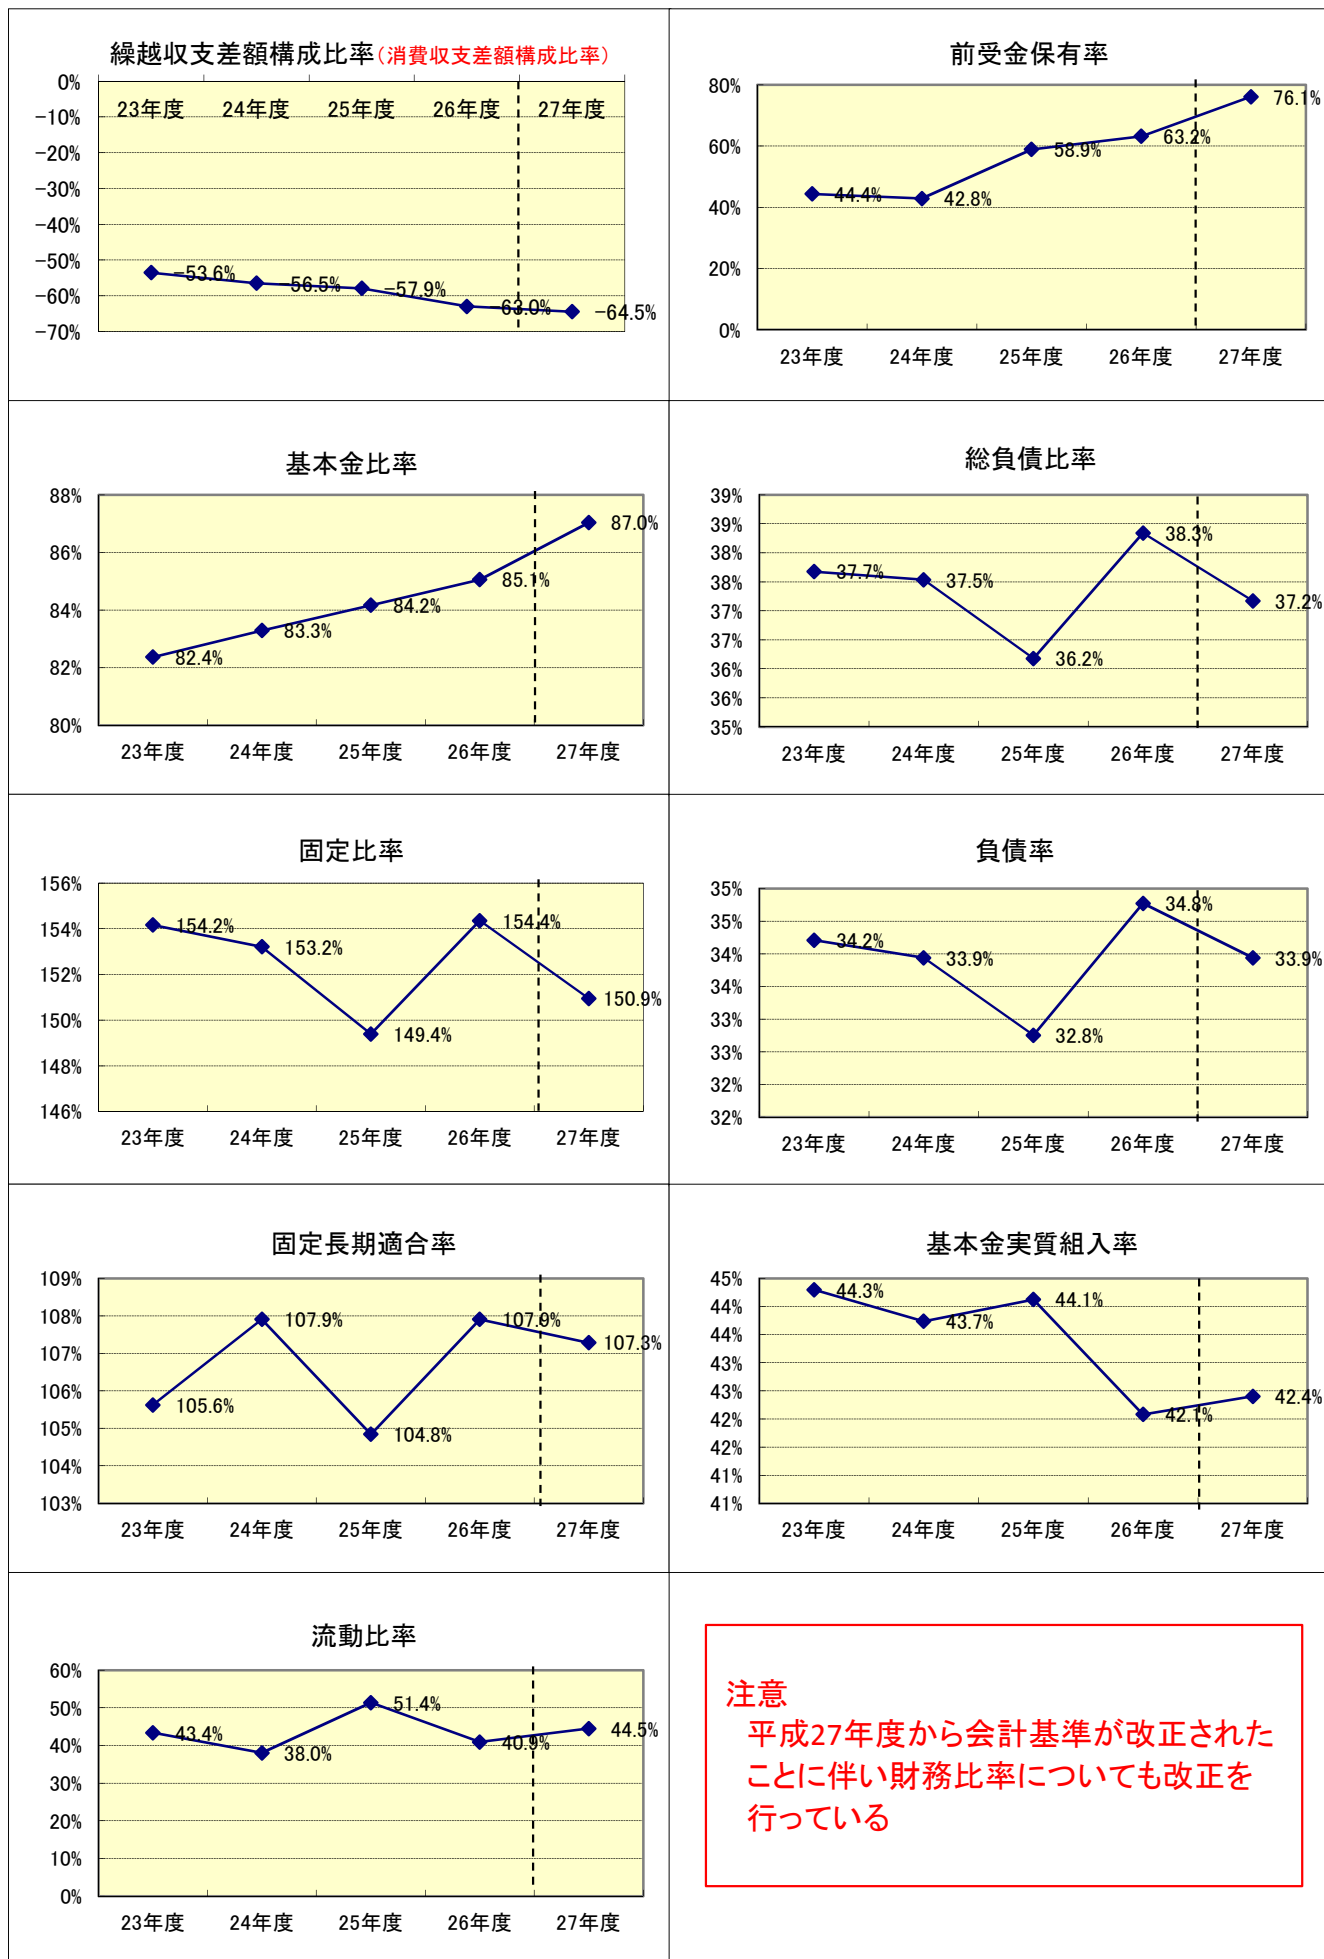 繰越収支差額構成比率(消費収支差額構成比率)
0%
-10%
-20%
-30%
-40%
-50%
-60%
-70%
23年度 24年度 25年度 26年度 27年度
-53.6% -56.5% -57.9% -63.0% -64.5%
前受金保有率
80%
60%
40%
20%
0%
44.4% 42.8% 58.9% 63.2% 76.1%
23年度 24年度 25年度 26年度 27年度
基本金比率
88%
86%
84%
82%
80%
82.4% 83.3% 84.2% 85.1% 87.0%
23年度 24年度 25年度 26年度 27年度
総負債比率
39%
39%
38%
38%
37%
37%
36%
36%
35%
37.7% 37.5% 36.2% 38.3% 37.2%
23年度 24年度 25年度 26年度 27年度
固定比率
156%
154%
152%
150%
148%
146%
154.2% 153.2% 149.4% 154.4% 150.9%
23年度 24年度 25年度 26年度 27年度
負債率
35%
35%
34%
34%
33%
33%
32%
32%
34.2% 33.9% 32.8% 34.8% 33.9%
23年度 24年度 25年度 26年度 27年度
固定長期適合率
109%
108%
107%
106%
105%
104%
103%
105.6% 107.9% 104.8% 107.9% 107.3%
23年度 24年度 25年度 26年度 27年度
基本金実質組入率
45%
44%
44%
43%
43%
42%
42%
41%
41%
44.3% 43.7% 44.1% 42.1% 42.4%
23年度 24年度 25年度 26年度 27年度
流動比率
60%
50%
40%
30%
20%
10%
0%
43.4% 38.0% 51.4% 40.9% 44.5%
23年度 24年度 25年度 26年度 27年度
注意
平成27年度から会計基準が改正された
ことに伴い財務比率についても改正を
行っている